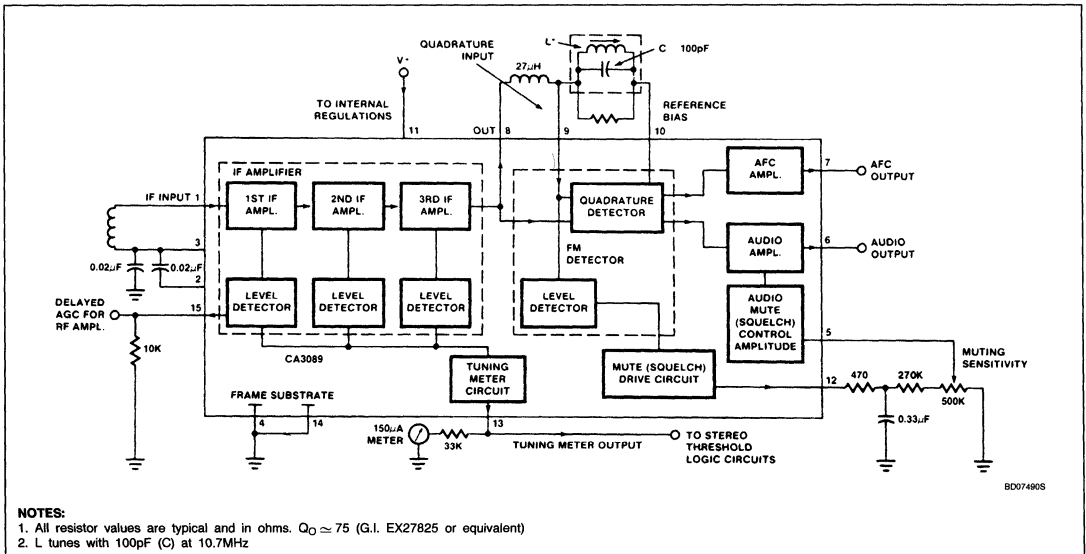 L*
C 100pF
QUADRATURE
INPUT
27µH
V+
TO INTERNAL
REGULATIONS
REFERENCE
BIAS
11
OUT 8
9
10
IF AMPLIFIER
IF INPUT 1
1ST IF
AMPL.
2ND IF
AMPL.
3RD IF
AMPL.
QUADRATURE
DETECTOR
AFC
AMPL.
7
AFC
OUTPUT
3
0.02µF
0.02µF
2
FM
DETECTOR
AUDIO
AMPL.
6
AUDIO
OUTPUT
DELAYED
AGC FOR
RF AMPL.
15
LEVEL
DETECTOR
LEVEL
DETECTOR
LEVEL
DETECTOR
LEVEL
DETECTOR
AUDIO
MUTE
(SQUELCH)
CONTROL
AMPLITUDE
5
MUTING
SENSITIVITY
10K
CA3089
TUNING
METER
CIRCUIT
MUTE (SQUELCH)
DRIVE CIRCUIT
12
470
270K
500K
0.33µF
FRAME SUBSTRATE
4
14
150µA
METER
33K
13
TUNING METER OUTPUT
TO STEREO
THRESHOLD
LOGIC CIRCUITS
BD07490S
NOTES:
1. All resistor values are typical and in ohms. QO ≃ 75 (G.I. EX27825 or equivalent)
2. L tunes with 100pF (C) at 10.7MHz